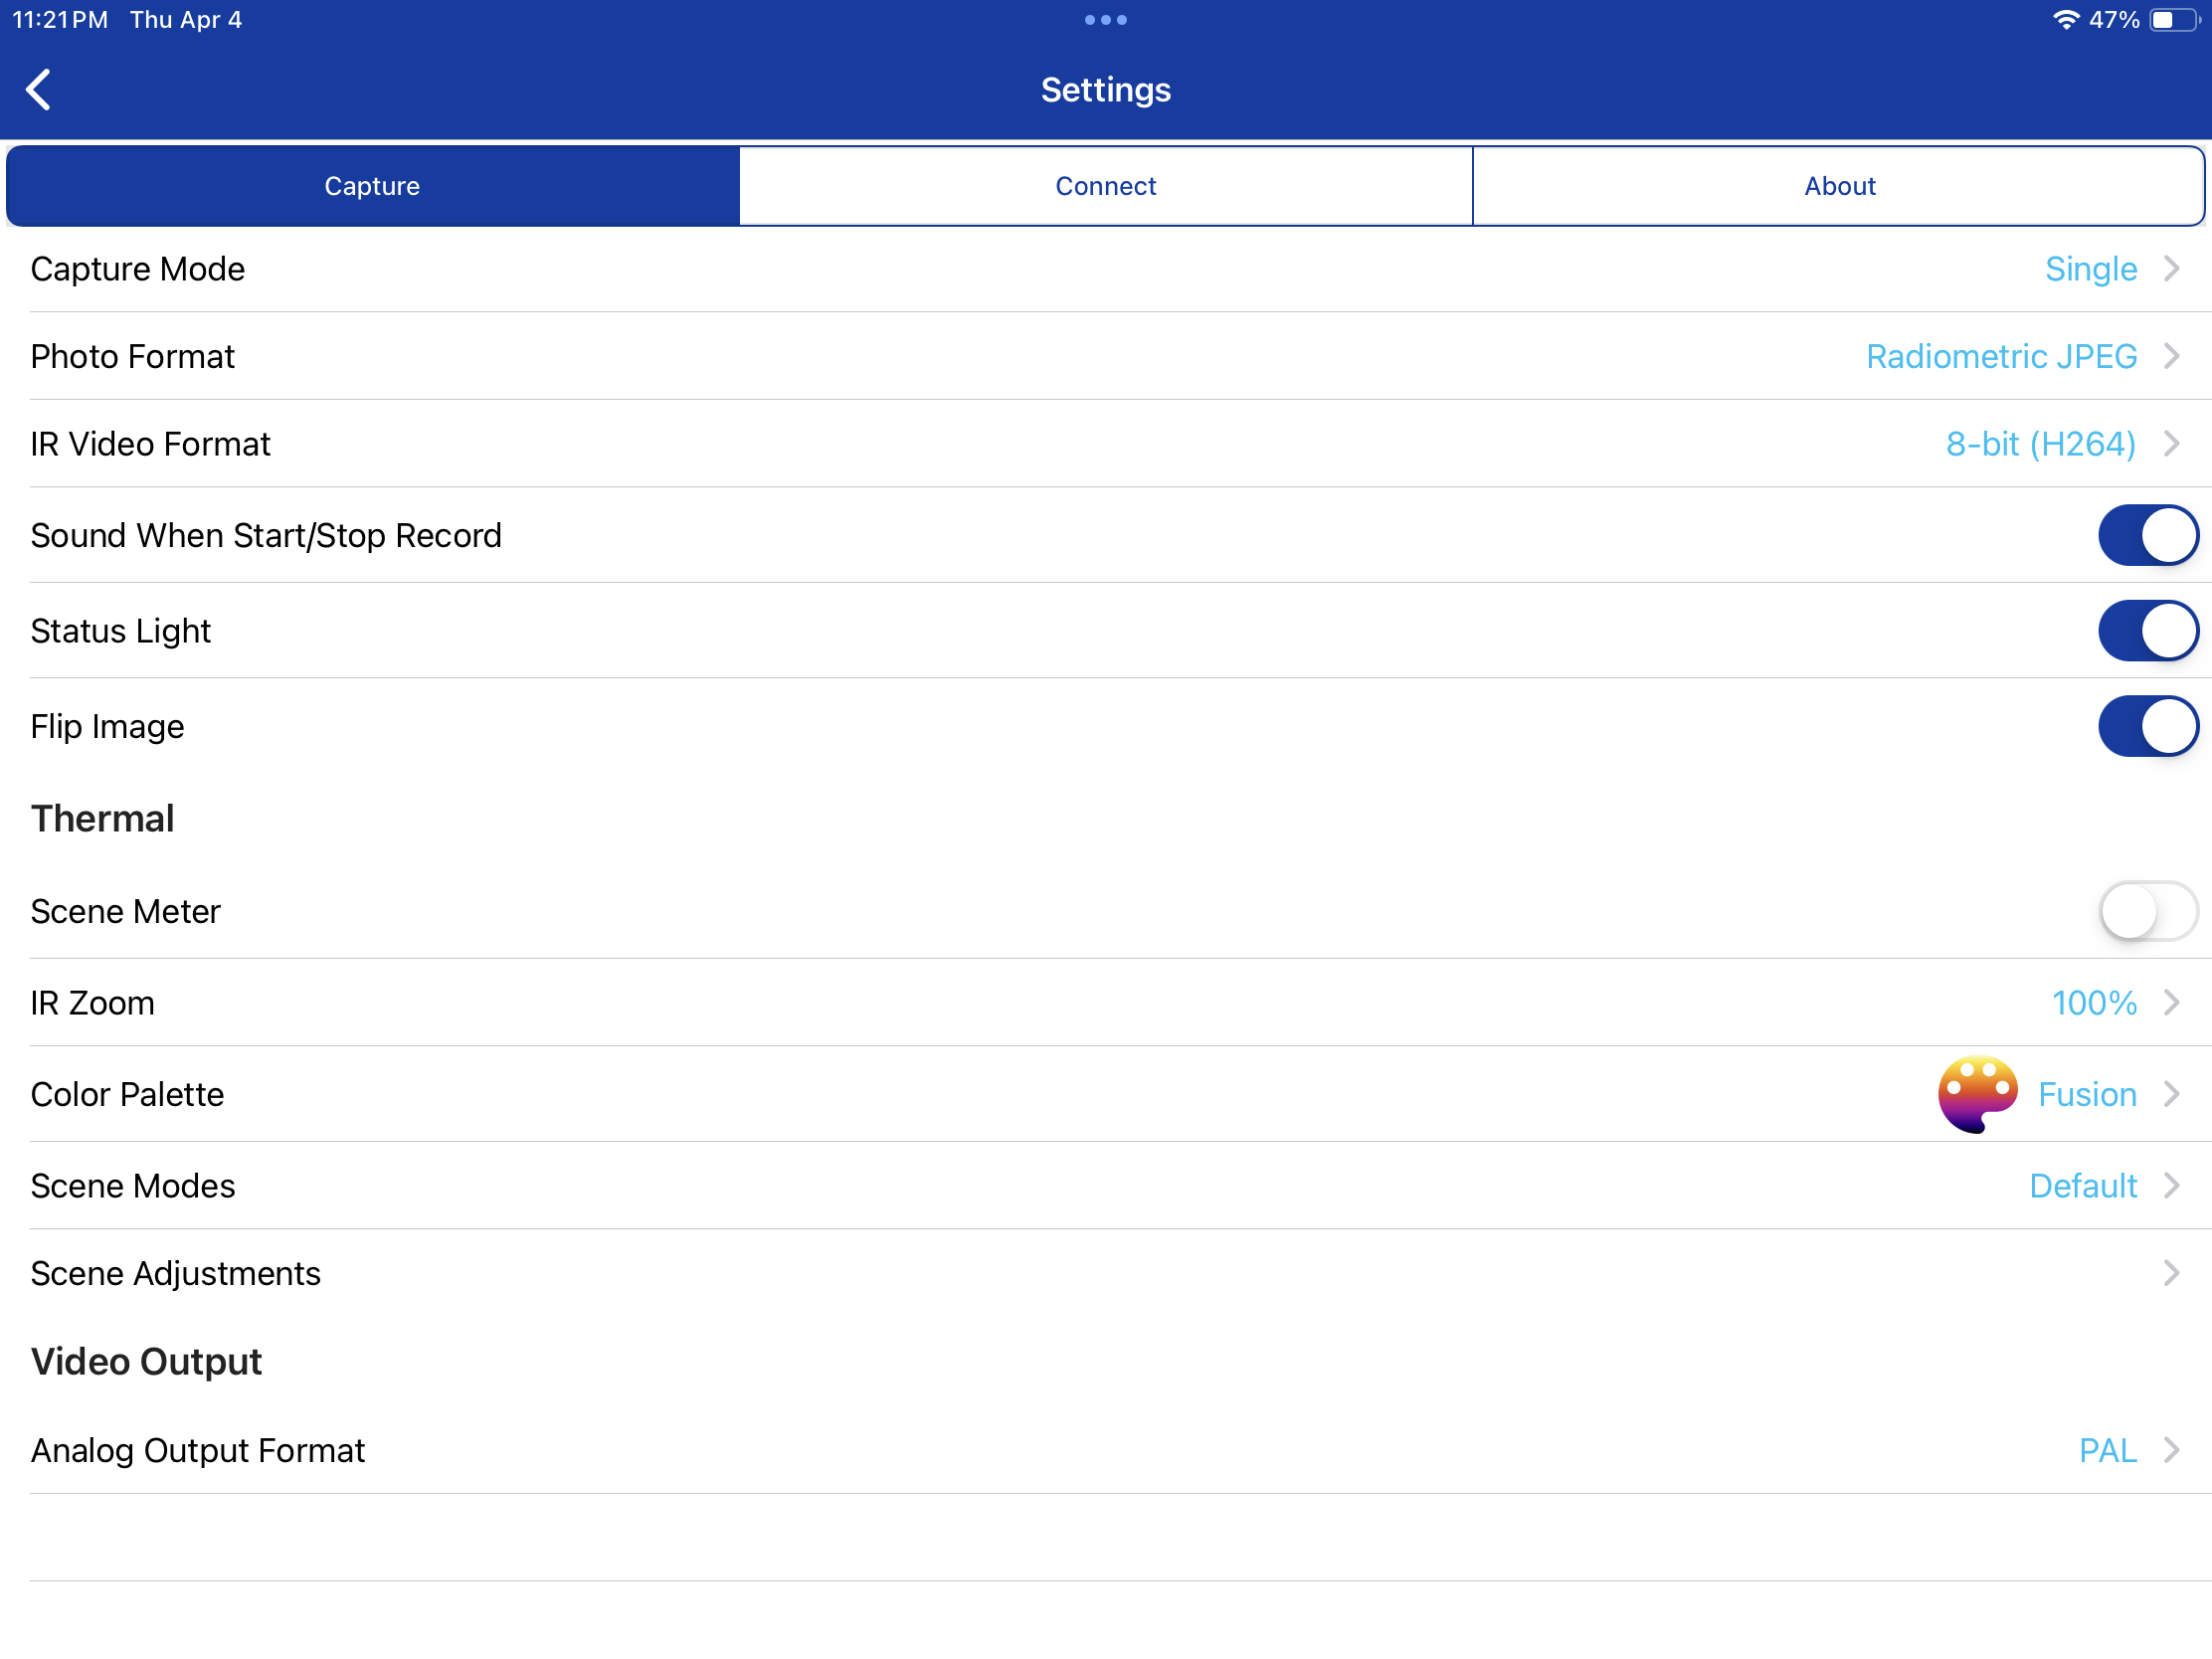 11:21 PM Thu Apr 4 47%
Settings
Capture Connect About
Capture Mode Single
Photo Format Radiometric JPEG
IR Video Format 8-bit (H264)
Sound When Start/Stop Record
Status Light
Flip Image
Thermal
Scene Meter
IR Zoom 100%
Color Palette Fusion
Scene Modes Default
Scene Adjustments
Video Output
Analog Output Format PAL